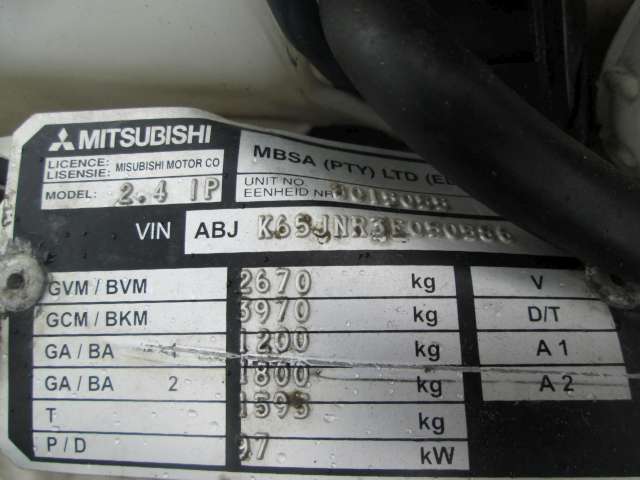 MITSUBISHI
LICENCE:
LISENSIE: MISUBISHI MOTOR CO
MODEL: 2.4 IP
MBSA (PTY) LTD
UNIT NO
EENHEID NR
VIN ABJ
GVM / BVM 2670 kg V
GCM / BKM 3970 kg D/T
GA / BA 1200 kg A 1
GA / BA 2 1800 kg A 2
T 1595 kg
P / D 97 kW